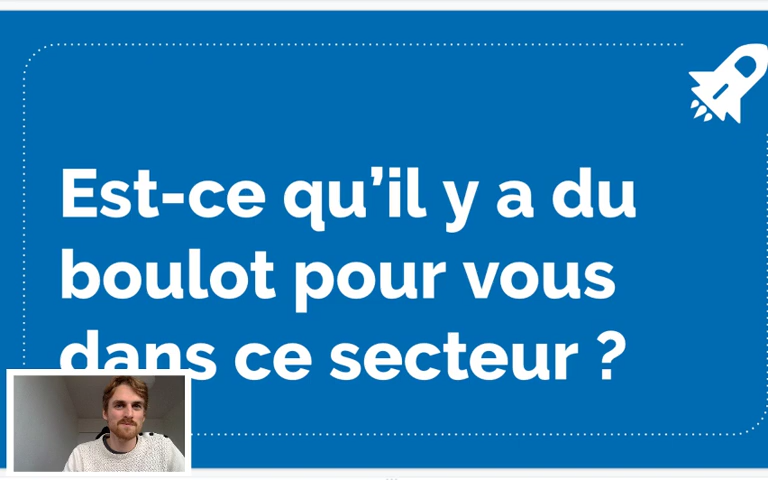 Est-ce qu’il y a du
boulot pour vous
dans ce secteur ?